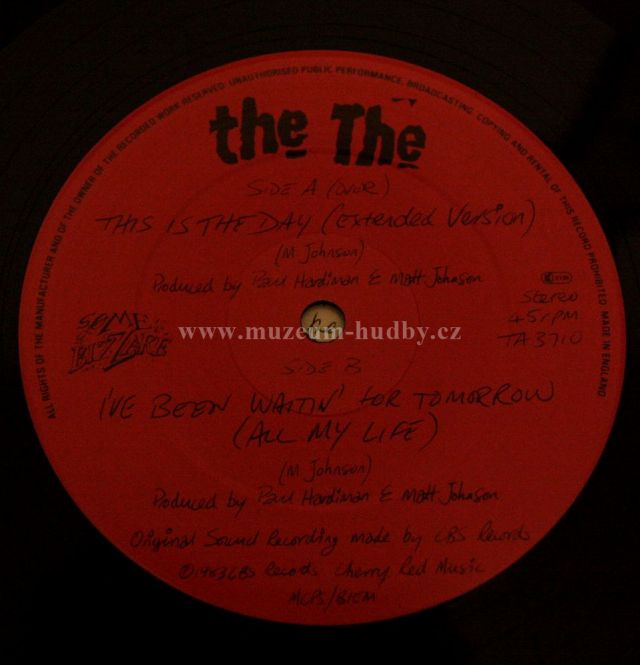 ALL RIGHTS OF THE MANUFACTURER AND OF THE OWNER OF THE RECORDED WORK RESERVED. UNAUTHORISED PUBLIC PERFORMANCE, BROADCASTING, COPYING AND RENTAL OF THIS RECORD PROHIBITED. MADE IN ENGLAND
the The
SIDE A
THIS IS THE DAY (Extended Version)
(M Johnson)
Produced by Paul Hardiman & Matt Johnson
Stereo
45rpm
TA 3710
SOME BIZZARE
www.muzeum-hudby.cz
SIDE B
I'VE BEEN WAITIN' FOR TOMORROW
(ALL MY LIFE)
(M Johnson)
Produced by Paul Hardiman & Matt Johnson
Original Sound Recording made by CBS Records
©1983 CBS Records. Cherry Red Music
MCPS/BIEM